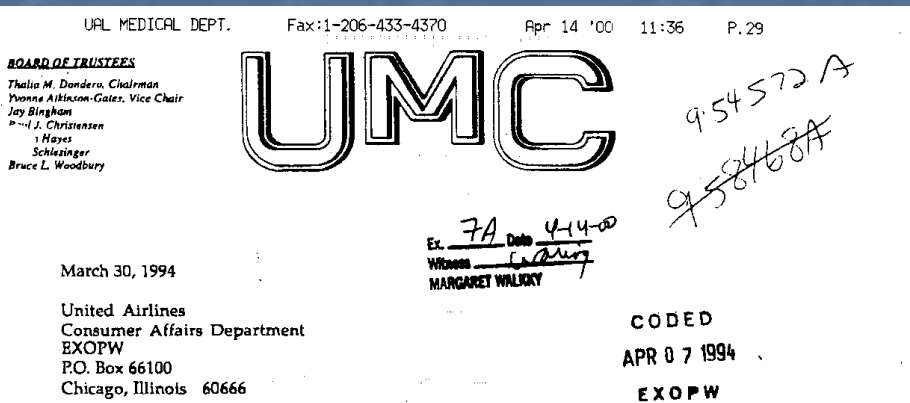 UAL MEDICAL DEPT. Fax:1-206-433-4370 Apr 14 '00 11:36 P.29
BOARD OF TRUSTEES
Thalia M. Dondero, Chairman
Yvonne Atkinson-Gates, Vice Chair
Jay Bingham
J. Christensen
Hayes
Schlesinger
Bruce L. Woodbury
UMC
9.54572 A
958468A
Ex. 7A Date 4-14-00
Witness
MARGARET WALKKY
March 30, 1994
United Airlines
Consumer Affairs Department
EXOPW
P.O. Box 66100
Chicago, Illinois 60666
CODED
APR 07 1994
EXOPW